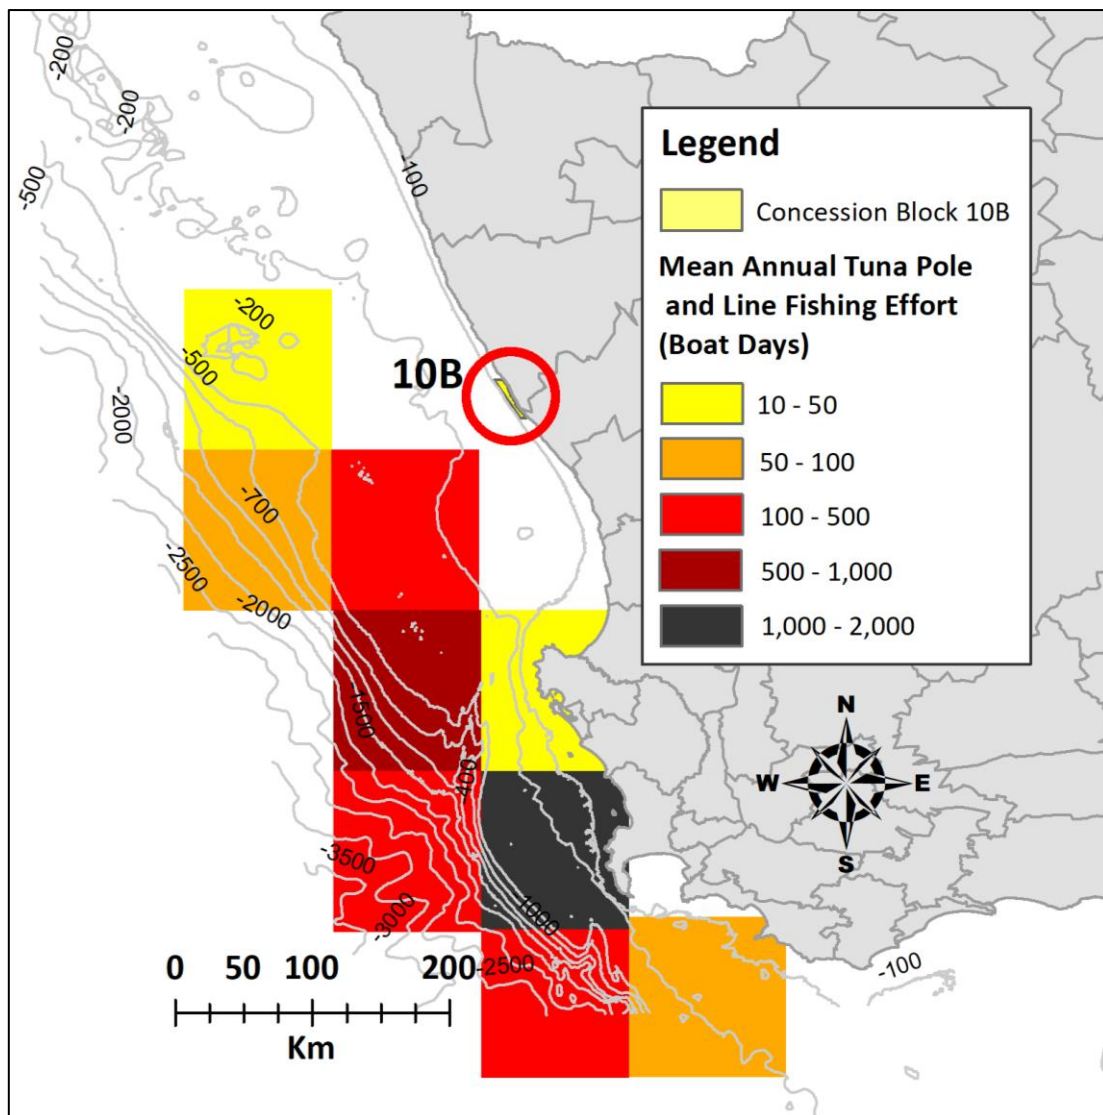 -200
-200
-500
-100
Legend
Concession Block 10B
Mean Annual Tuna Pole
and Line Fishing Effort
(Boat Days)
10 - 50
50 - 100
100 - 500
500 - 1,000
1,000 - 2,000
-200
-500
10B
-2000
-700
-2500
-2000
-1500
-400
N
W
E
S
-3500
-3000
-1000
-2500
-100
0 50 100 200
Km